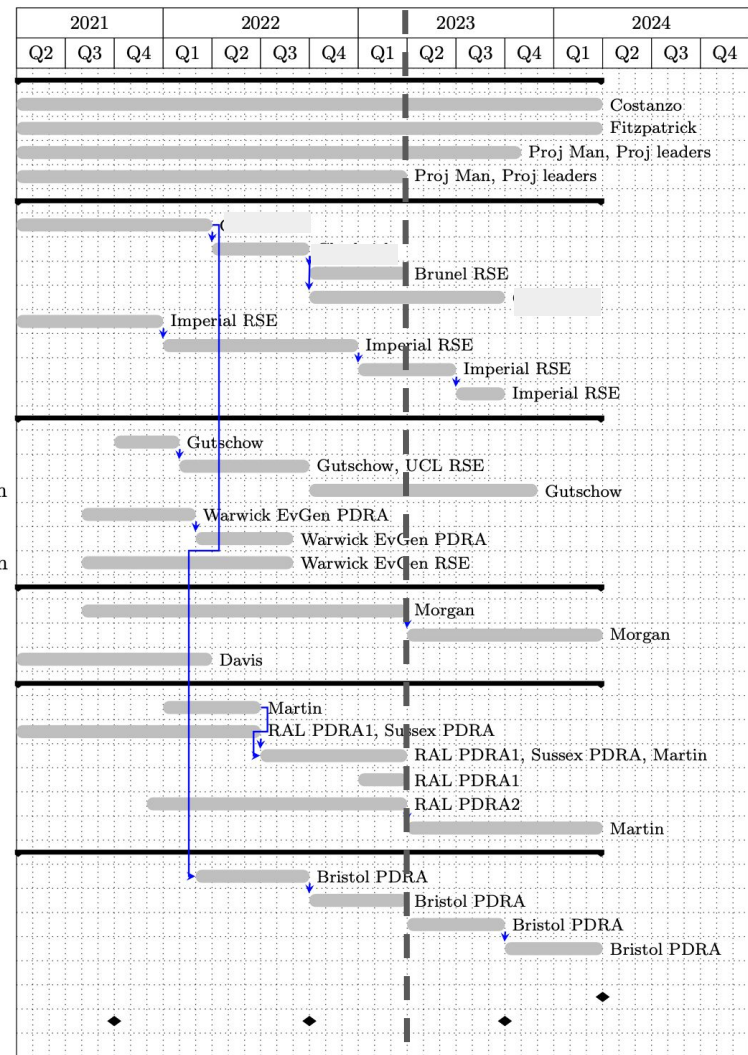 2021 2022 2023 2024
Q2 Q3 Q4 Q1 Q2 Q3 Q4 Q1 Q2 Q3 Q4 Q1 Q2 Q3 Q4
Costanzo
Fitzpatrick
Proj Man, Proj leaders
Proj Man, Proj leaders
Brunel RSE
Imperial RSE
Imperial RSE
Imperial RSE
Imperial RSE
Gutschow
Gutschow, UCL RSE
Gutschow
Warwick EvGen PDRA
Warwick EvGen PDRA
Warwick EvGen RSE
Morgan
Morgan
Davis
Martin
RAL PDRA1, Sussex PDRA
RAL PDRA1, Sussex PDRA, Martin
RAL PDRA1
RAL PDRA2
Martin
Bristol PDRA
Bristol PDRA
Bristol PDRA
Bristol PDRA